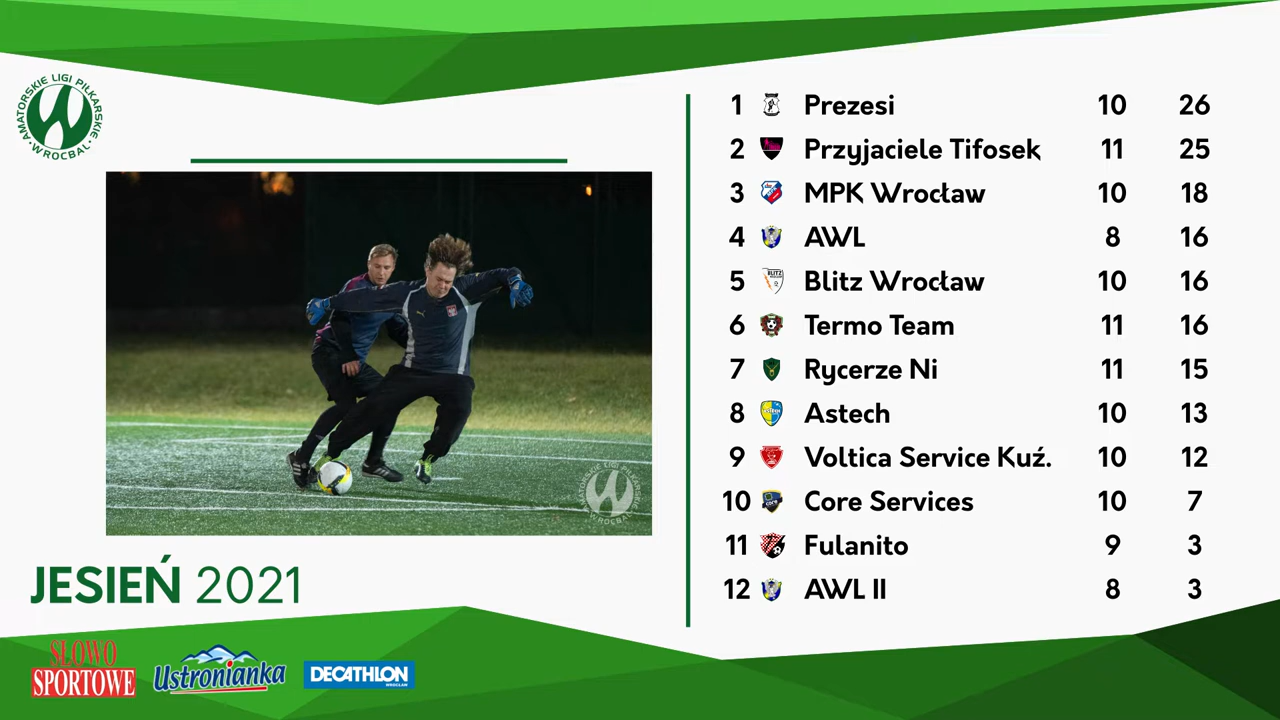 AMATORSKIE LIGI PIŁKARSKIE
WROCBAL
JESIEŃ 2021
SŁOWO
SPORTOWE
Ustronianka
DECATHLON
WROCŁAW
1 Prezesi 10 26
2 Przyjaciele Tifosek 11 25
3 MPK Wrocław 10 18
4 AWL 8 16
5 Blitz Wrocław 10 16
6 Termo Team 11 16
7 Rycerze Ni 11 15
8 Astech 10 13
9 Voltica Service Kuź. 10 12
10 Core Services 10 7
11 Fulanito 9 3
12 AWL II 8 3